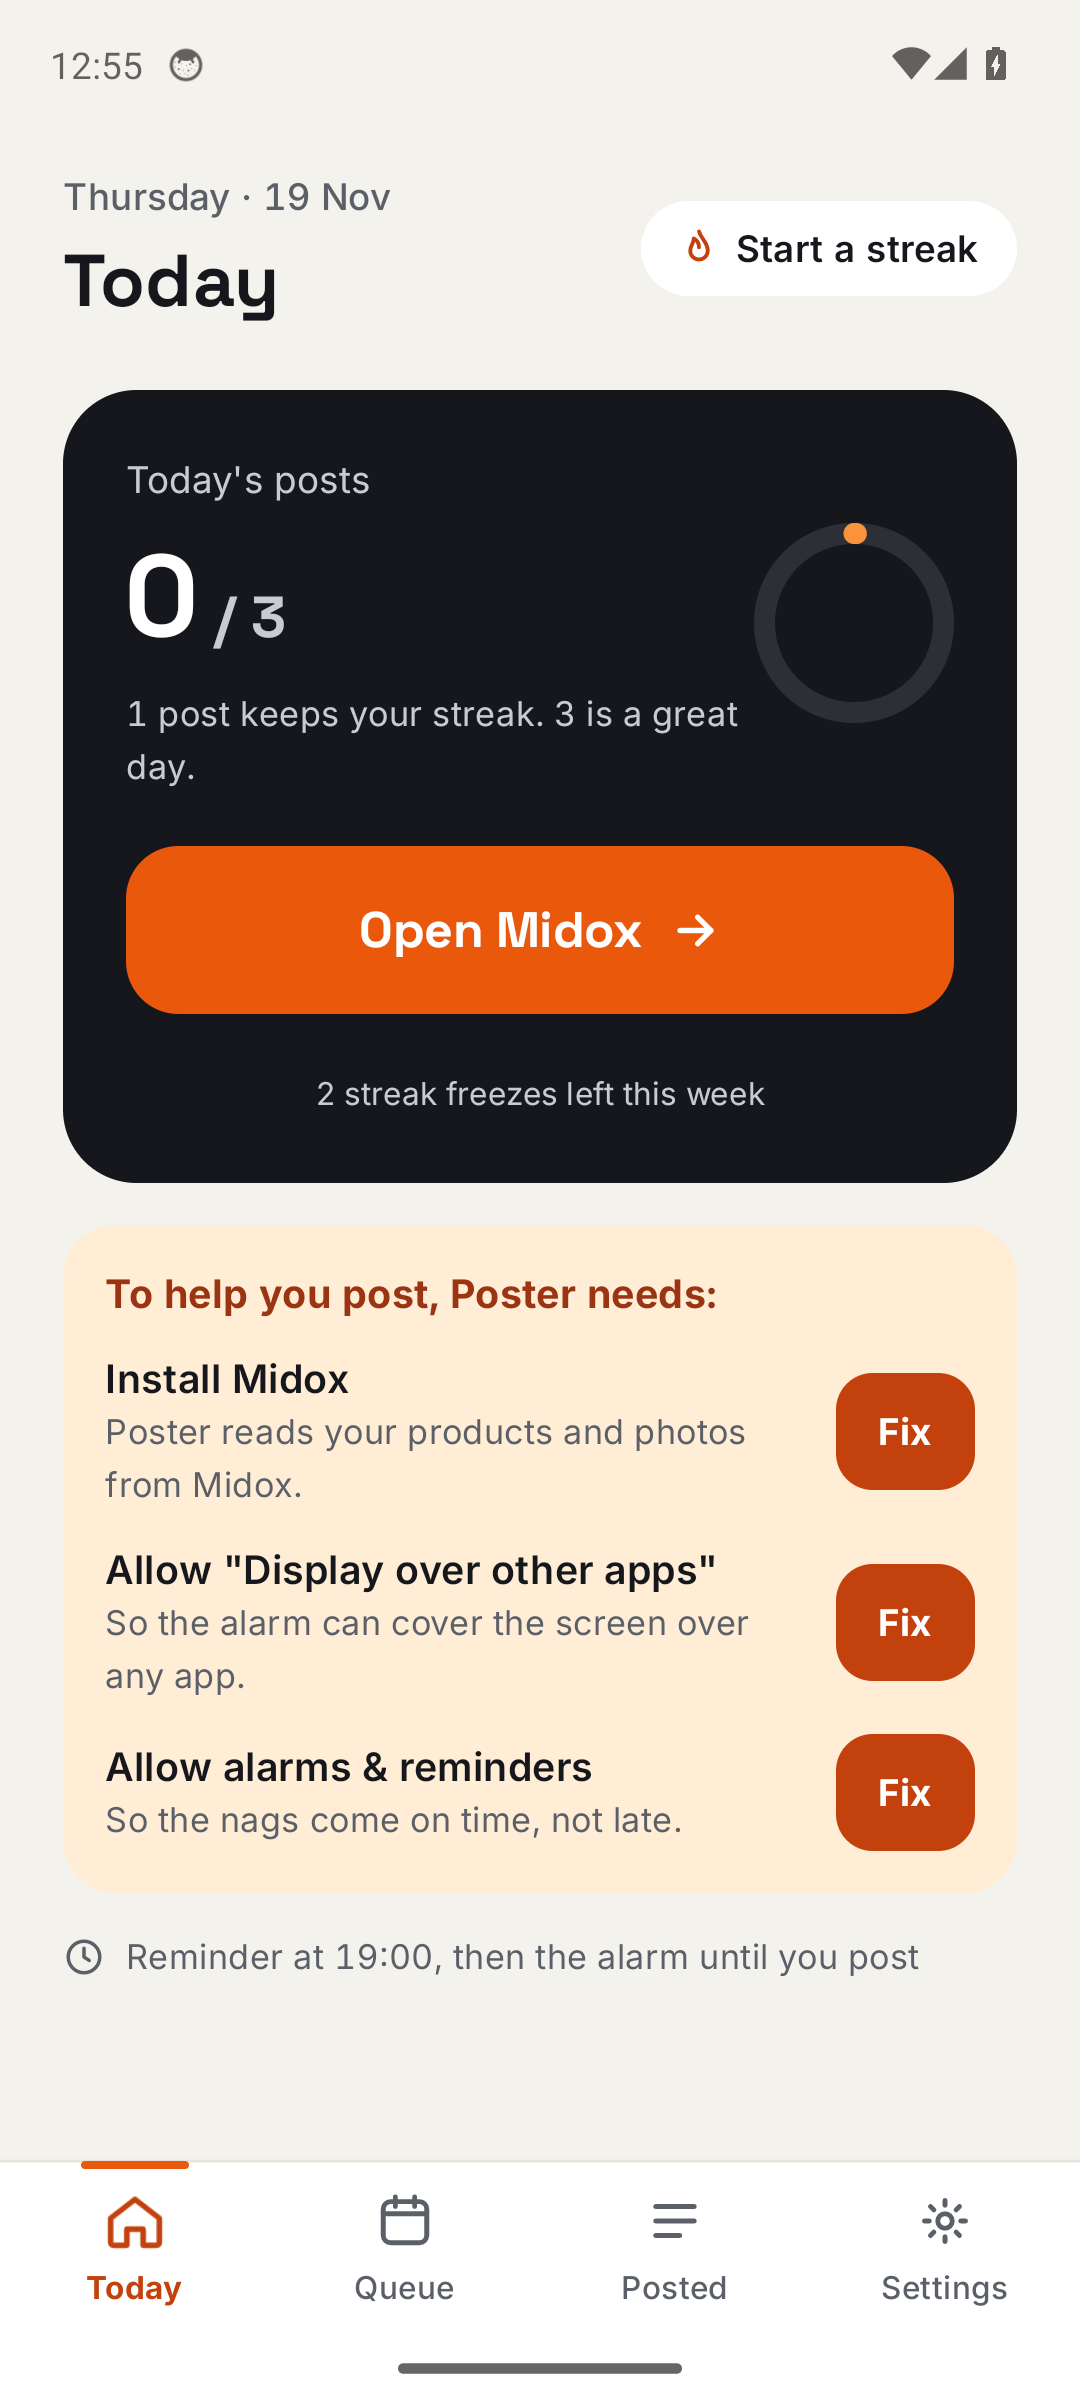 12:55
Thursday · 19 Nov
Today
Start a streak
Today's posts
0 / 3
1 post keeps your streak. 3 is a great
day.
Open Midox →
2 streak freezes left this week
To help you post, Poster needs:
Install Midox
Poster reads your products and photos
from Midox.
Fix
Allow "Display over other apps"
So the alarm can cover the screen over
any app.
Fix
Allow alarms & reminders
So the nags come on time, not late.
Fix
Reminder at 19:00, then the alarm until you post
Today
Queue
Posted
Settings